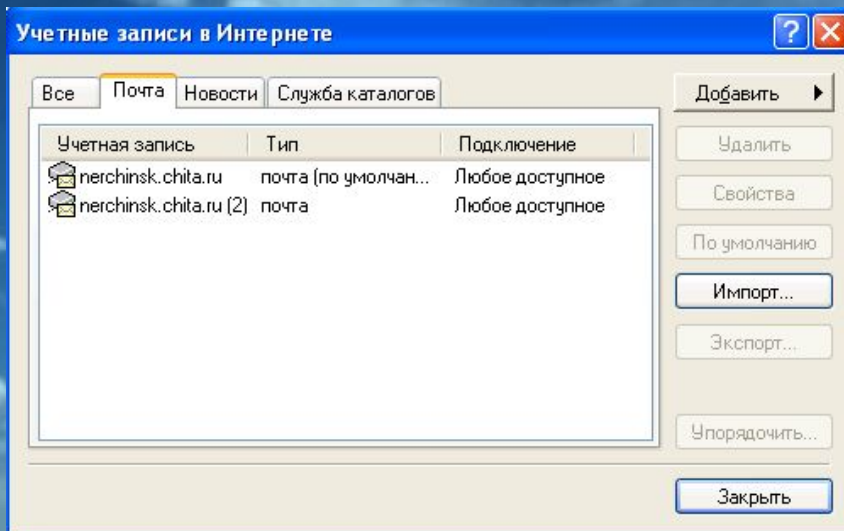 Учетные записи в Интернете
Все Почта Новости Служба каталогов
Учетная запись Тип Подключение
nerchinsk.chita.ru почта (по умолчан... Любое доступное
nerchinsk.chita.ru (2) почта Любое доступное
Добавить
Удалить
Свойства
По умолчанию
Импорт...
Экспорт...
Упорядочить...
Закрыть